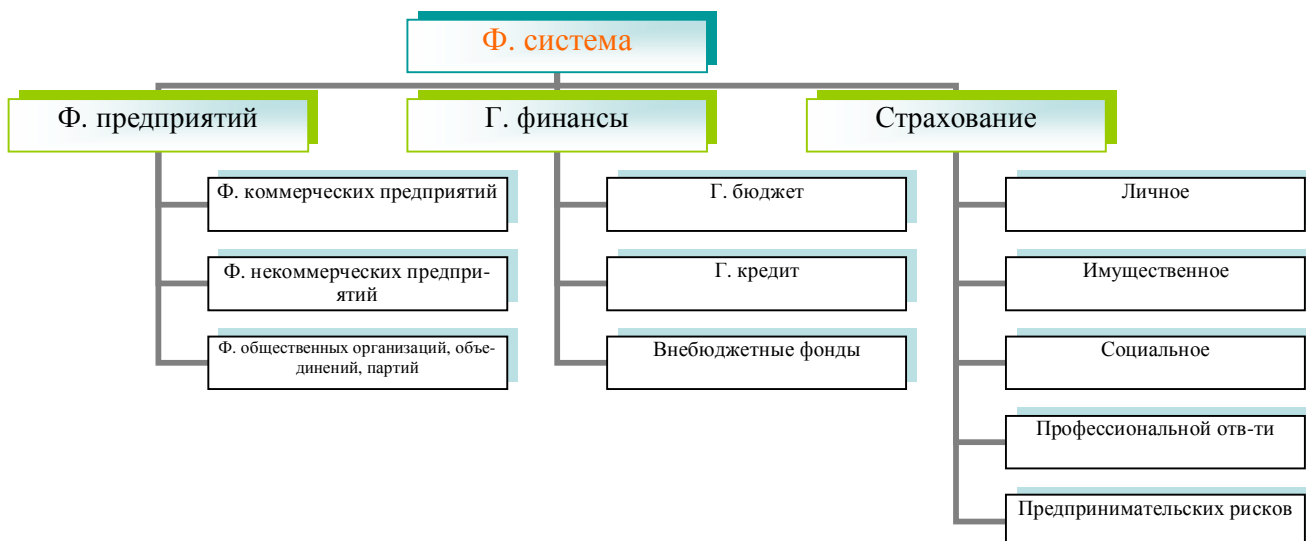 Ф. система
Ф. предприятий
Ф. коммерческих предприятий
Ф. некоммерческих предпри-
ятий
Ф. общественных организаций, объе-
динений, партий
Г. финансы
Г. бюджет
Г. кредит
Внебюджетные фонды
Страхование
Личное
Имущественное
Социальное
Профессиональной отв-ти
Предпринимательских рисков